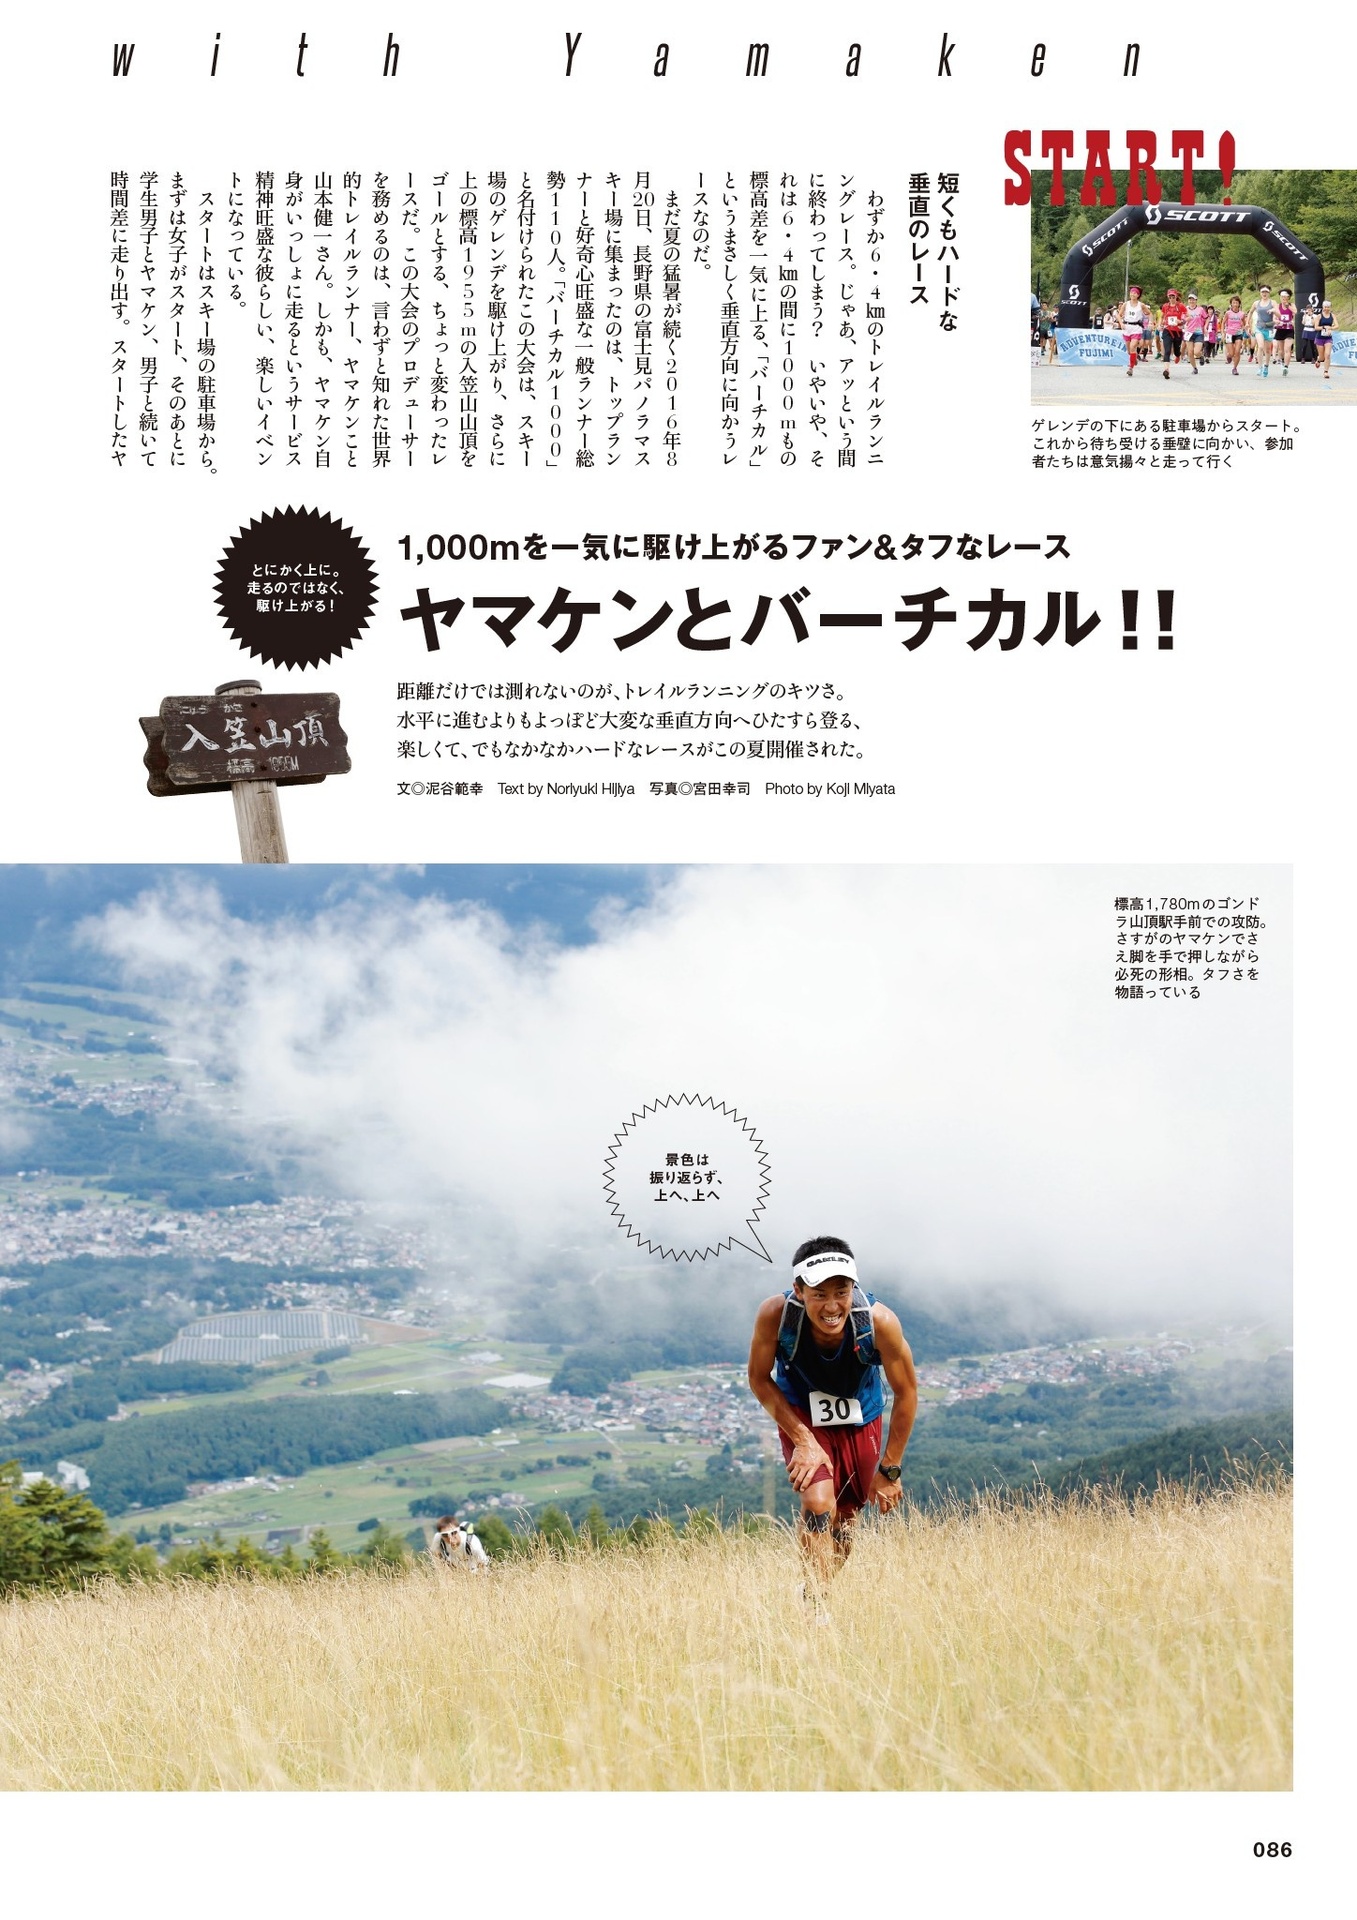 with Yamaken
START!
SCOTT
SCOTT
SCOTT
SCOTT
ADVENTURE IN
FUJIMI
ゲレンデの下にある駐車場からスタート。
これから待ち受ける垂壁に向かい、参加
者たちは意気揚々と走って行く
短くもハードな
垂直のレース
わずか6・4㎞のトレイルランニ
ングレース。じゃあ、アッという間
に終わってしまう? いやいや、そ
れは6・4㎞の間に1000mもの
標高差を一気に上る、「バーチカル」
というまさしく垂直方向に向かうレ
ースなのだ。
まだ夏の猛暑が続く2016年8
月20日、長野県の富士見パノラマス
キー場に集まったのは、トップラン
ナーと好奇心旺盛な一般ランナー総
勢110人。「バーチカル1000」
と名付けられたこの大会は、スキー
場のゲレンデを駆け上がり、さらに
上の標高1955mの入笠山山頂を
ゴールとする、ちょっと変わったレ
ースだ。この大会のプロデューサー
を務めるのは、言わずと知れた世界
的トレイルランナー、ヤマケンこと
山本健一さん。しかも、ヤマケン自
身がいっしょに走るというサービス
精神旺盛な彼らしい、楽しいイベン
トになっている。
スタートはスキー場の駐車場から。
まずは女子がスタート、そのあとに
学生男子とヤマケン、男子と続いて
時間差に走り出す。スタートしたヤ
とにかく上に。
走るのではなく、
駆け上がる!
1,000mを一気に駆け上がるファン&タフなレース
ヤマケンとバーチカル!!
入笠山頂
標高 1955M
距離だけでは測れないのが、トレイルランニングのキツさ。
水平に進むよりもよっぽど大変な垂直方向へひたすら登る、
楽しくて、でもなかなかハードなレースがこの夏開催された。
文◎泥谷範幸 Text by Noriyuki Hijiya 写真◎宮田幸司 Photo by Koji Miyata
標高1,780mのゴンド
ラ山頂駅手前での攻防。
さすがのヤマケンでさ
え脚を手で押しながら
必死の形相。タフさを
物語っている
景色は
振り返らず、
上へ、上へ
OAKLEY
30
086